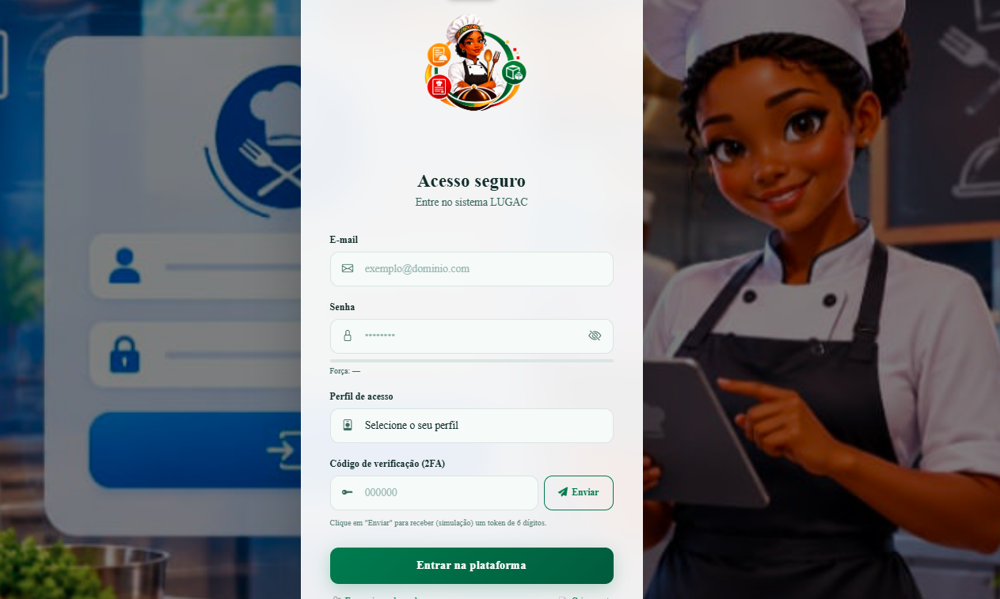 Acesso seguro
Entre no sistema LUGAC
E-mail
exemplo@dominio.com
Senha
••••••••
Força: —
Perfil de acesso
Selecione o seu perfil
Código de verificação (2FA)
000000
Enviar
Clique em "Enviar" para receber (simulação) um token de 6 dígitos.
Entrar na plataforma